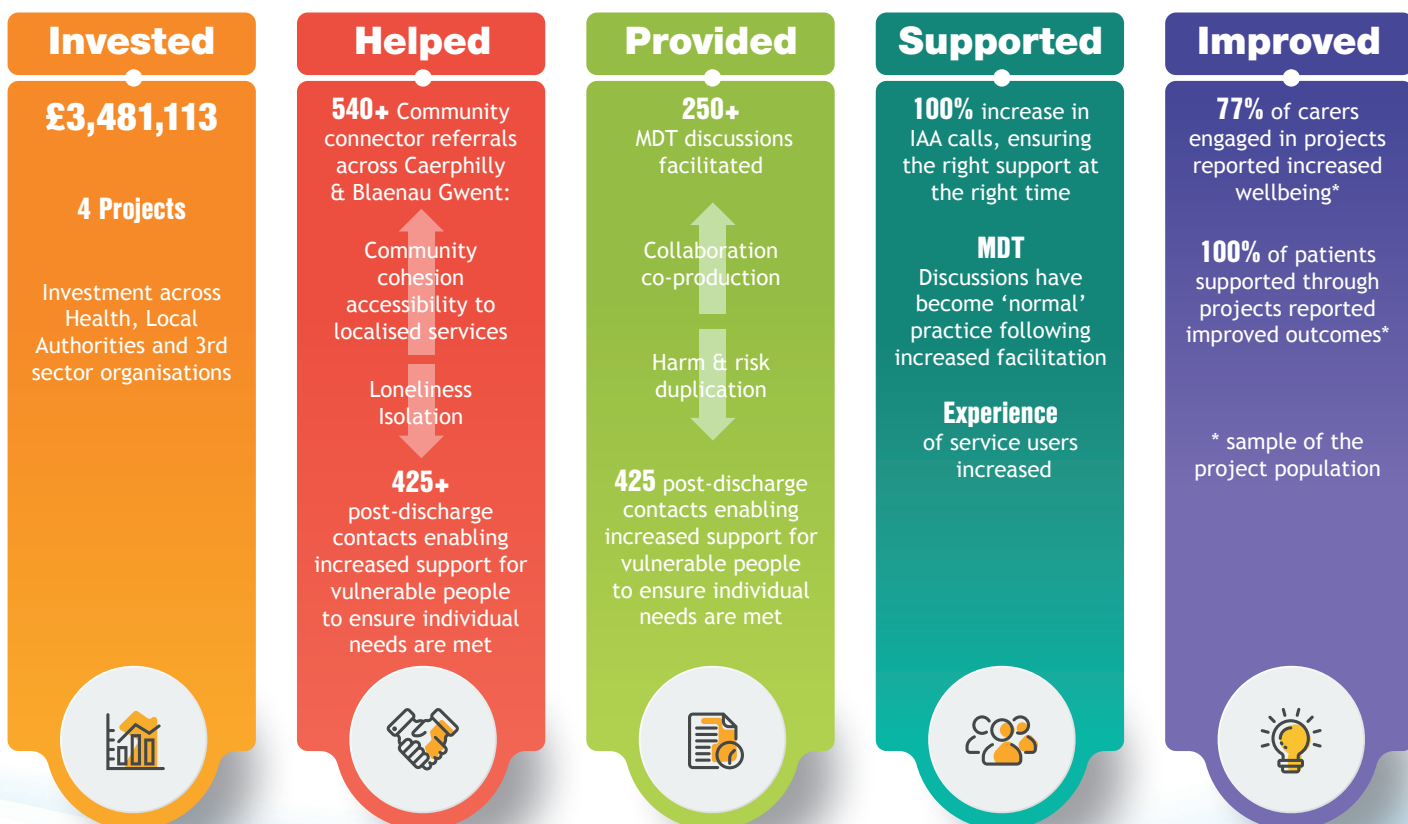 Invested
£3,481,113
4 Projects
Investment across
Health, Local
Authorities and 3rd
sector organisations
Helped
540+ Community
connector referrals
across Caerphilly
& Blaenau Gwent:
Community
cohesion
accessibility to
localised services
Loneliness
Isolation
425+
post-discharge
contacts enabling
increased support for
vulnerable people
to ensure individual
needs are met
Provided
250+
MDT discussions
facilitated
Collaboration
co-production
Harm & risk
duplication
425 post-discharge
contacts enabling
increased support for
vulnerable people
to ensure individual
needs are met
Supported
100% increase in
IAA calls, ensuring
the right support at
the right time
MDT
Discussions have
become ‘normal’
practice following
increased facilitation
Experience
of service users
increased
Improved
77% of carers
engaged in projects
reported increased
wellbeing*
100% of patients
supported through
projects reported
improved outcomes*
* sample of the
project population